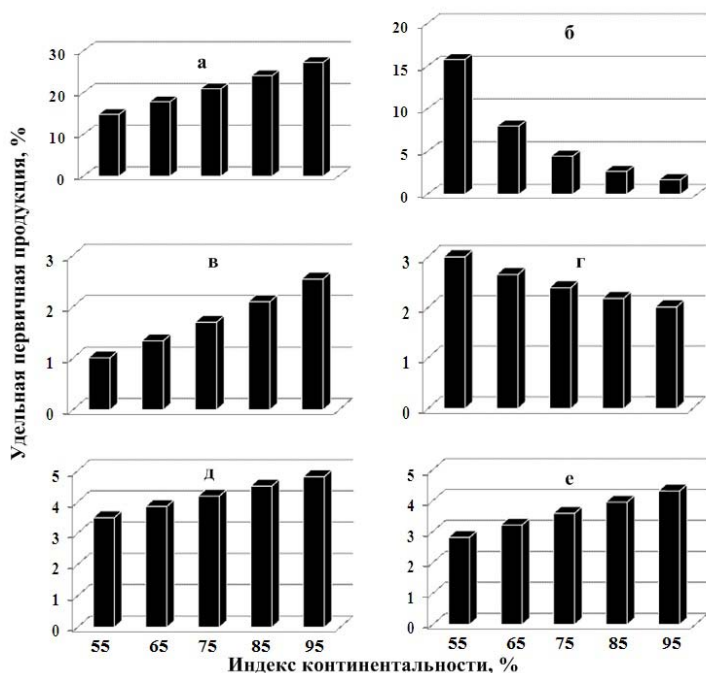 Удельная первичная продукция, %
а
30
20
10
0
б
20
15
10
5
0
в
3
2
1
0
г
3
2
1
0
д
5
4
3
2
1
0
55 65 75 85 95
е
5
4
3
2
1
0
55 65 75 85 95
Индекс континентальности, %